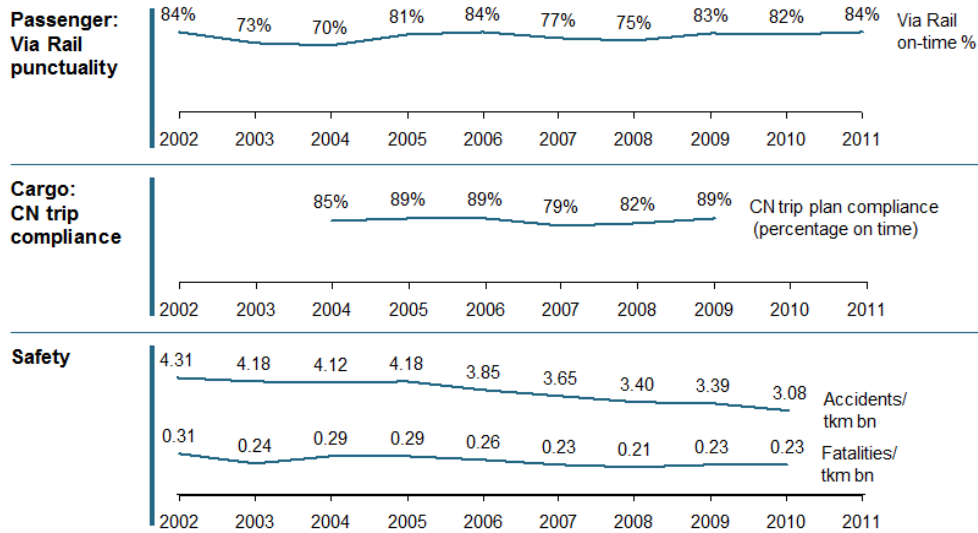 Passenger:
Via Rail
punctuality
84% 73% 70% 81% 84% 77% 75% 83% 82% 84%
Via Rail
on-time %
2002 2003 2004 2005 2006 2007 2008 2009 2010 2011
Cargo:
CN trip
compliance
85% 89% 89% 79% 82% 89%
CN trip plan compliance
(percentage on time)
2002 2003 2004 2005 2006 2007 2008 2009 2010 2011
Safety
4.31 4.18 4.12 4.18 3.85 3.65 3.40 3.39 3.08
Accidents/
tkm bn
0.31 0.24 0.29 0.29 0.26 0.23 0.21 0.23 0.23
Fatalities/
tkm bn
2002 2003 2004 2005 2006 2007 2008 2009 2010 2011